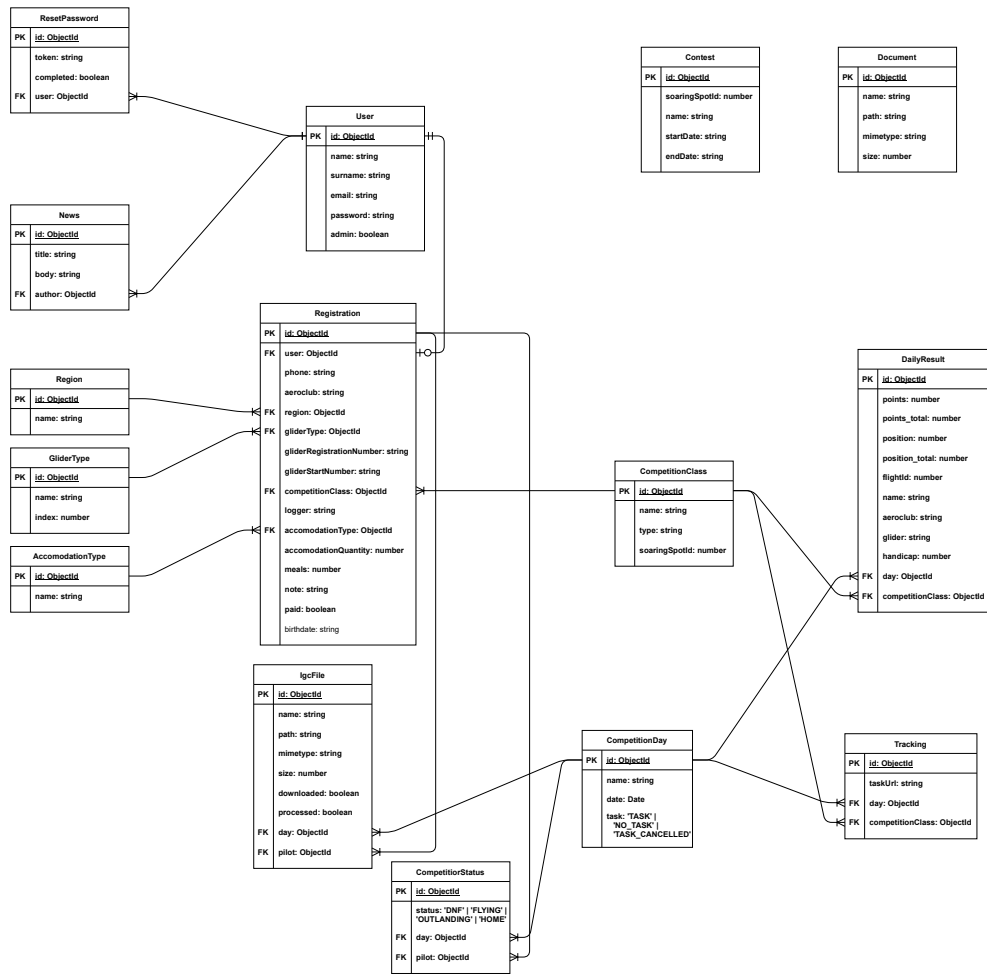 ResetPassword
PK id: ObjectId
token: string
completed: boolean
FK user: ObjectId
Contest
PK id: ObjectId
soaringSpotId: number
name: string
startDate: string
endDate: string
Document
PK id: ObjectId
name: string
path: string
mimetype: string
size: number
User
PK id: ObjectId
name: string
surname: string
email: string
password: string
admin: boolean
News
PK id: ObjectId
title: string
body: string
FK author: ObjectId
Registration
PK id: ObjectId
FK user: ObjectId
phone: string
aeroclub: string
FK region: ObjectId
FK gliderType: ObjectId
gliderRegistrationNumber: string
gliderStartNumber: string
FK competitionClass: ObjectId
logger: string
FK accomodationType: ObjectId
accomodationQuantity: number
meals: number
note: string
paid: boolean
birthdate: string
Region
PK id: ObjectId
name: string
GliderType
PK id: ObjectId
name: string
index: number
AccomodationType
PK id: ObjectId
name: string
DailyResult
PK id: ObjectId
points: number
points_total: number
position: number
position_total: number
flightId: number
name: string
aeroclub: string
glider: string
handicap: number
FK day: ObjectId
FK competitionClass: ObjectId
CompetitionClass
PK id: ObjectId
name: string
type: string
soaringSpotId: number
IgcFile
PK id: ObjectId
name: string
path: string
mimetype: string
size: number
downloaded: boolean
processed: boolean
FK day: ObjectId
FK pilot: ObjectId
CompetitionDay
PK id: ObjectId
name: string
date: Date
task: 'TASK' |
'NO_TASK' |
'TASK_CANCELLED'
Tracking
PK id: ObjectId
taskUrl: string
FK day: ObjectId
FK competitionClass: ObjectId
CompetitiorStatus
PK id: ObjectId
status: 'DNF' | 'FLYING' |
'OUTLANDING' | 'HOME'
FK day: ObjectId
FK pilot: ObjectId